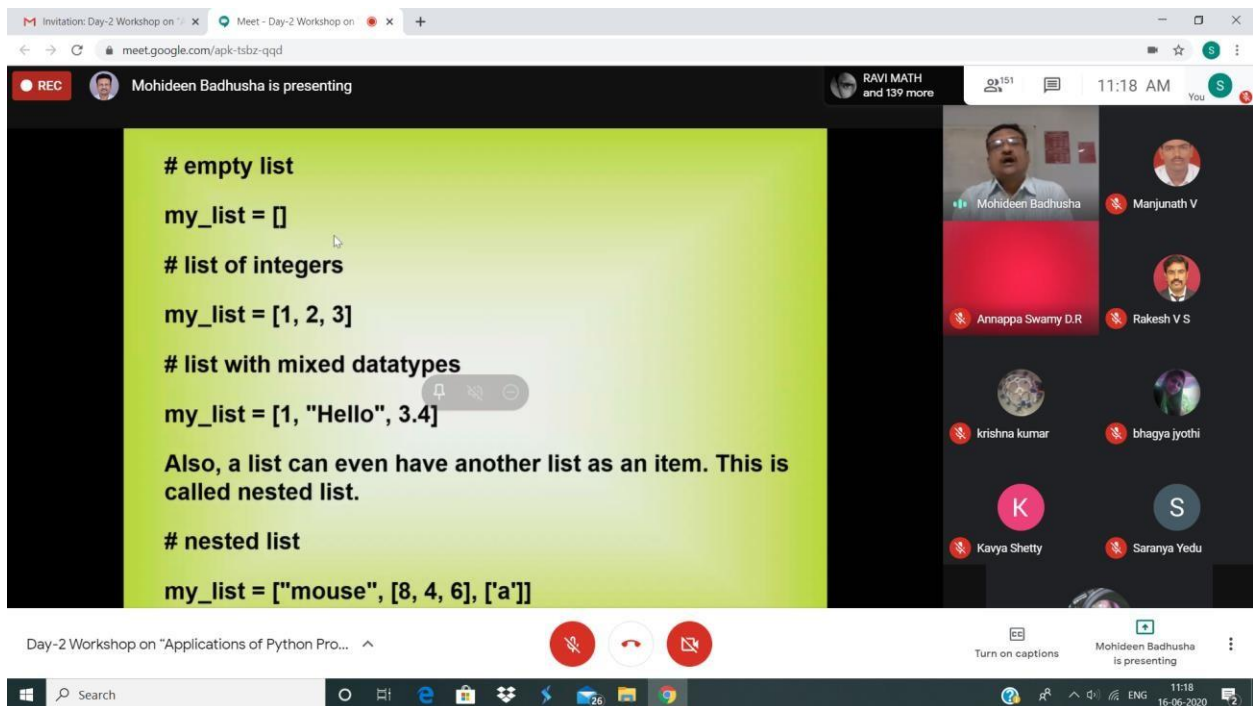 Invitation: Day-2 Workshop on "A
Meet - Day-2 Workshop on
meet.google.com/apk-tsbz-qqd
S
REC
Mohideen Badhusha is presenting
RAVI MATH
and 139 more
151
11:18 AM
You
S
# empty list
my_list = []
# list of integers
my_list = [1, 2, 3]
# list with mixed datatypes
my_list = [1, "Hello", 3.4]
Also, a list can even have another list as an item. This is
called nested list.
# nested list
my_list = ["mouse", [8, 4, 6], ['a']]
Mohideen Badhusha
Manjunath V
Annappa Swamy D.R
Rakesh V S
krishna kumar
bhagya jyothi
K
S
Kavya Shetty
Saranya Yedu
Day-2 Workshop on "Applications of Python Pro...
CC
Turn on captions
Mohideen Badhusha
is presenting
Search
26
ENG
11:18
16-06-2020
2